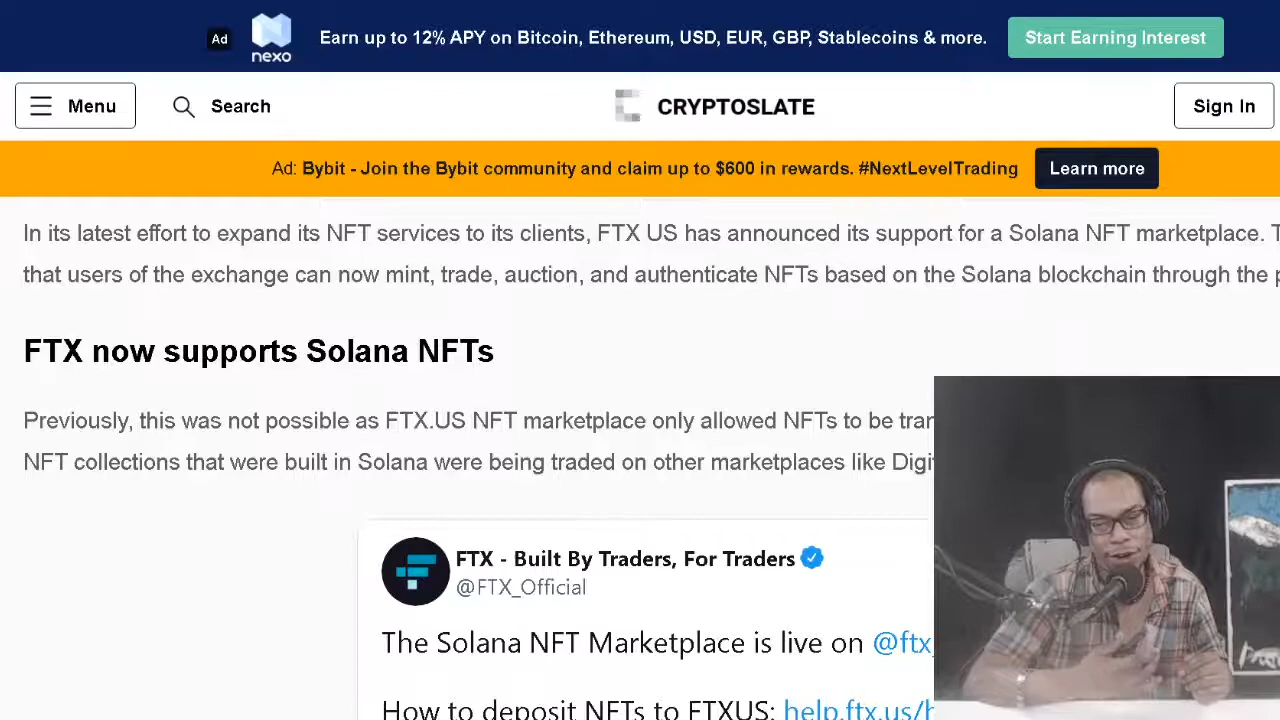 Ad
nexo
Earn up to 12% APY on Bitcoin, Ethereum, USD, EUR, GBP, Stablecoins & more.
Start Earning Interest
Menu
Search
CRYPTOSLATE
Sign In
Ad: Bybit - Join the Bybit community and claim up to $600 in rewards. #NextLevelTrading
Learn more
In its latest effort to expand its NFT services to its clients, FTX US has announced its support for a Solana NFT marketplace.
that users of the exchange can now mint, trade, auction, and authenticate NFTs based on the Solana blockchain through the
FTX now supports Solana NFTs
Previously, this was not possible as FTX.US NFT marketplace only allowed NFTs to be
NFT collections that were built in Solana were being traded on other marketplaces like
FTX - Built By Traders, For Traders
@FTX_Official
The Solana NFT Marketplace is live on @ftx_
How to deposit NFTs to FTXUS: help.ftx.us/h